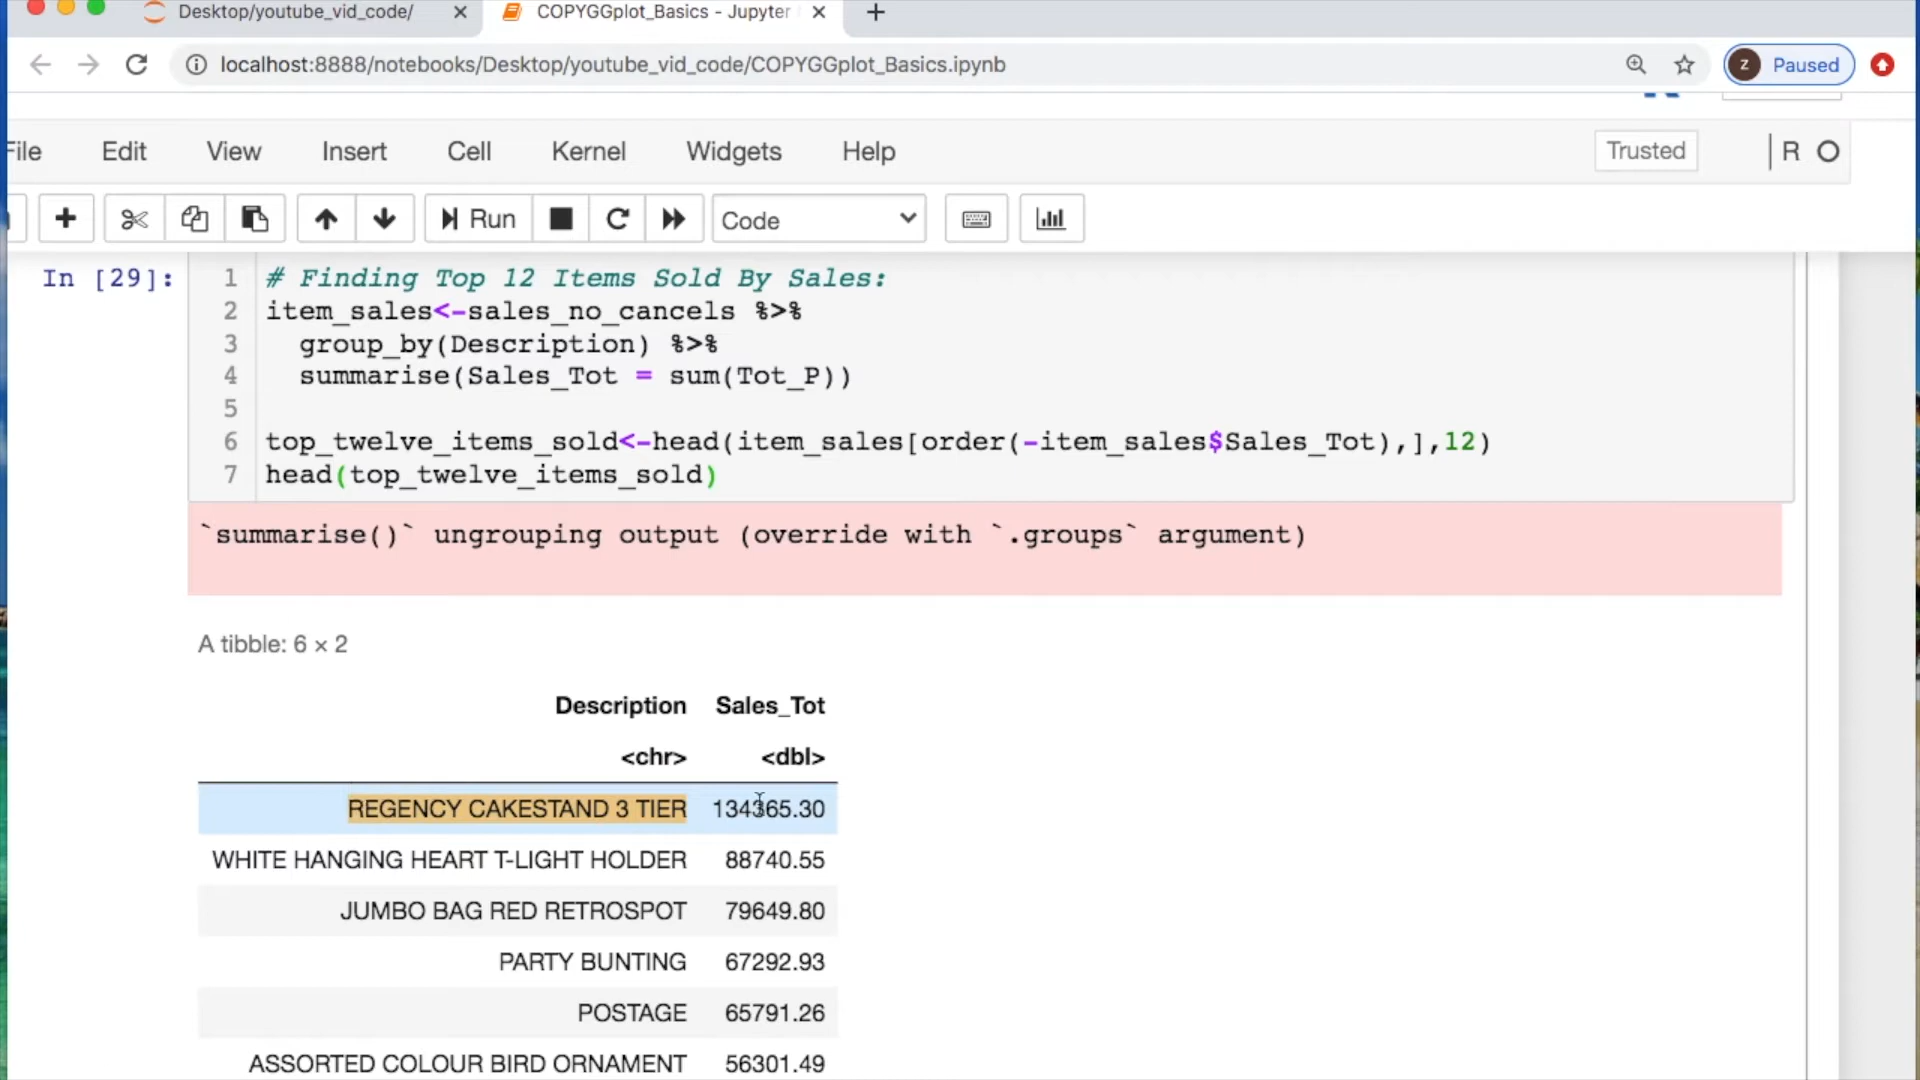 Desktop/youtube_vid_code/
COPYGGplot_Basics - Jupyter
localhost:8888/notebooks/Desktop/youtube_vid_code/COPYGGplot_Basics.ipynb
z Paused
File Edit View Insert Cell Kernel Widgets Help
Trusted
R
Run
Code
In [29]:
1 # Finding Top 12 Items Sold By Sales:
2 item_sales<-sales_no_cancels %>%
3 group_by(Description) %>%
4 summarise(Sales_Tot = sum(Tot_P))
5
6 top_twelve_items_sold<-head(item_sales[order(-item_sales$Sales_Tot),],12)
7 head(top_twelve_items_sold)
`summarise()` ungrouping output (override with `.groups` argument)
A tibble: 6 × 2
Description Sales_Tot
<chr> <dbl>
REGENCY CAKESTAND 3 TIER 134365.30
WHITE HANGING HEART T-LIGHT HOLDER 88740.55
JUMBO BAG RED RETROSPOT 79649.80
PARTY BUNTING 67292.93
POSTAGE 65791.26
ASSORTED COLOUR BIRD ORNAMENT 56301.49